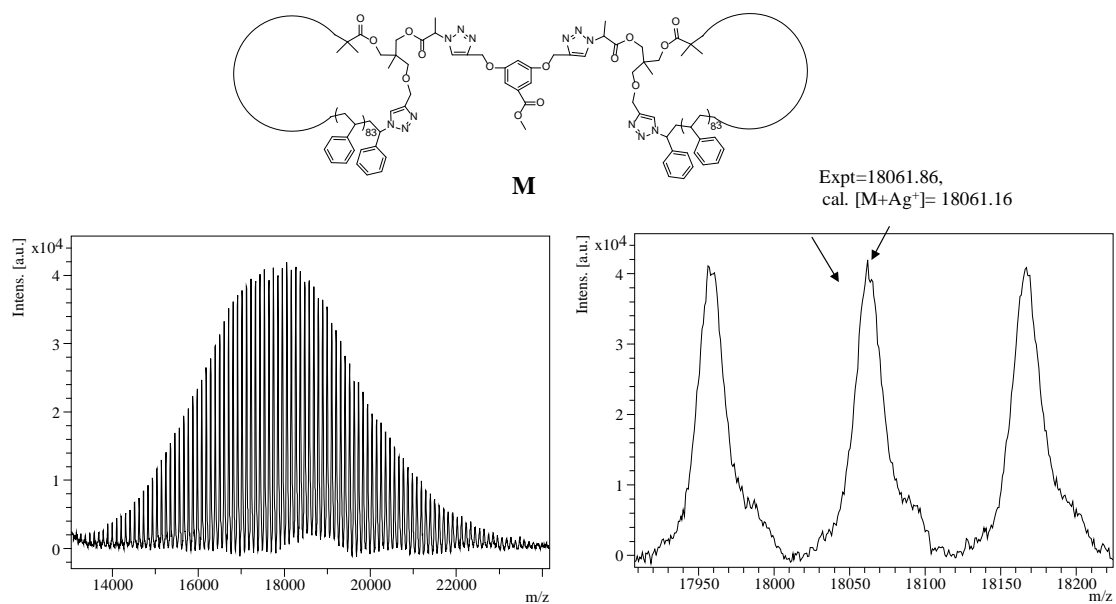 O
O
O
O
N
N
N
O
O
N
N
N
O
O
O
O
O
O
O
O
83
N
N
N
N
N
N
83
M
Expt=18061.86,
cal. [M+Ag⁺]= 18061.16
x10⁴
Intens. [a.u.]
4
3
2
1
0
14000 16000 18000 20000 22000
m/z
x10⁴
Intens. [a.u.]
4
3
2
1
0
17950 18000 18050 18100 18150 18200
m/z